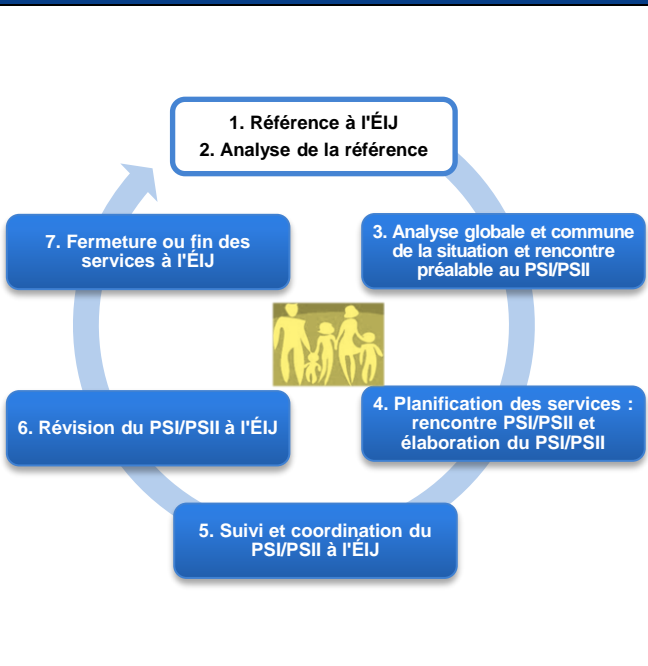 1. Référence à l'ÉIJ
2. Analyse de la référence
3. Analyse globale et commune
de la situation et rencontre
préalable au PSI/PSII
4. Planification des services :
rencontre PSI/PSII et
élaboration du PSI/PSII
5. Suivi et coordination du
PSI/PSII à l'ÉIJ
6. Révision du PSI/PSII à l'ÉIJ
7. Fermeture ou fin des
services à l'ÉIJ